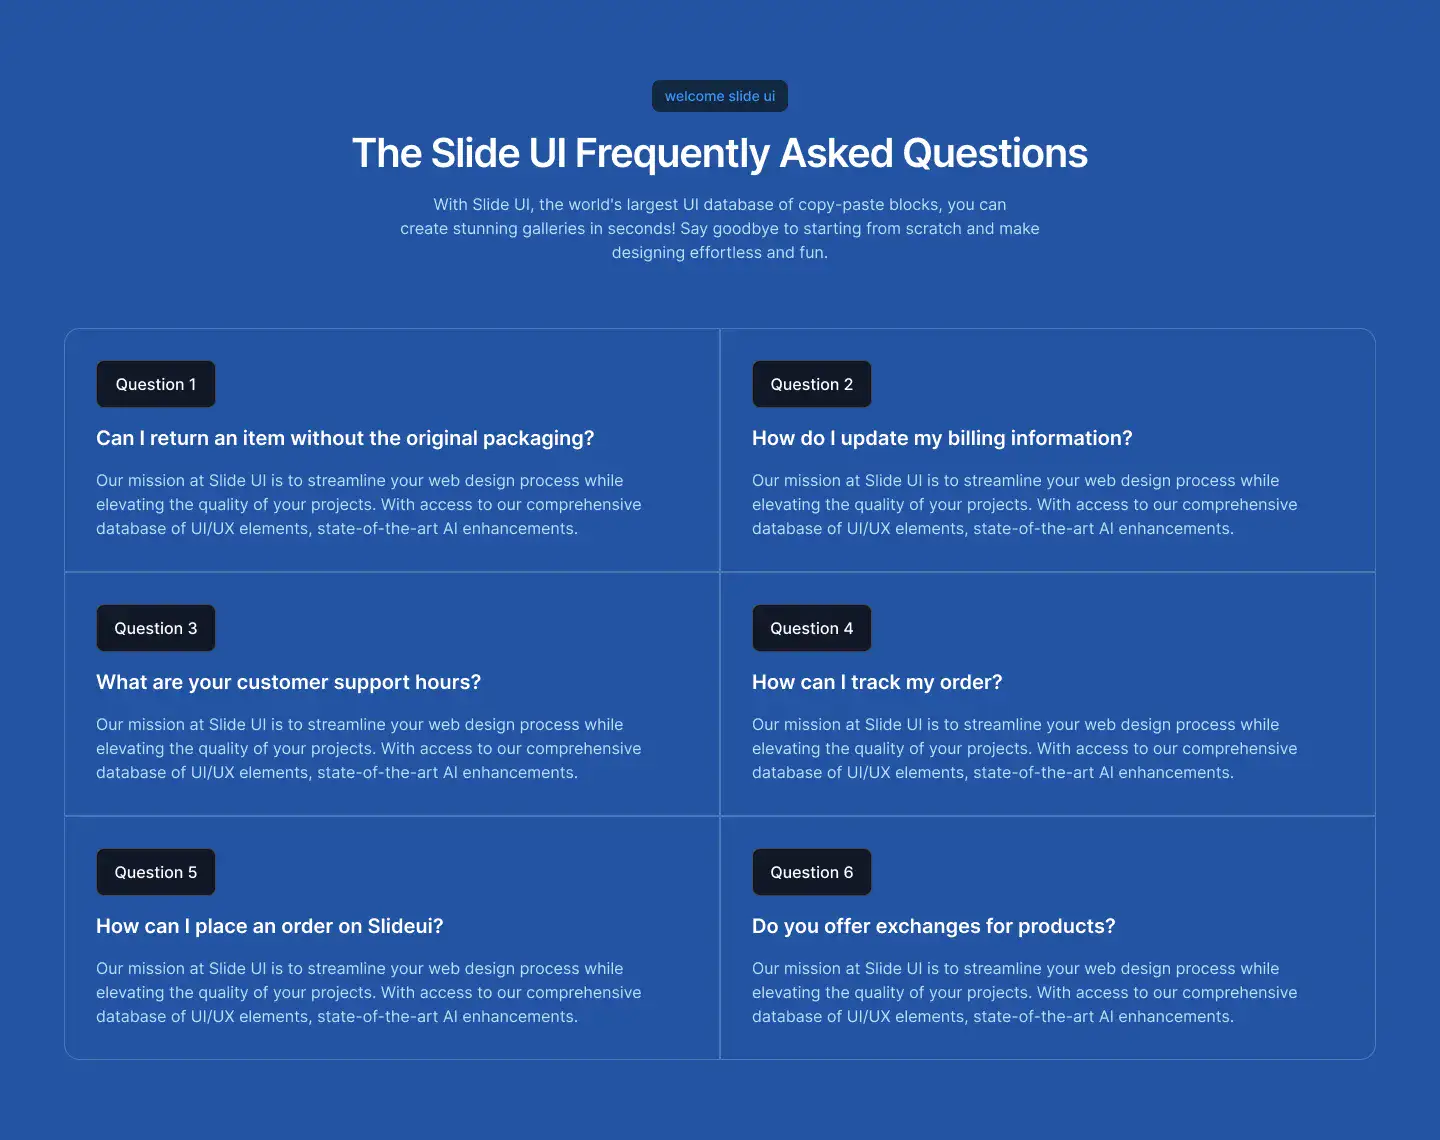 welcome slide ui
The Slide UI Frequently Asked Questions
With Slide UI, the world's largest UI database of copy-paste blocks, you can
create stunning galleries in seconds! Say goodbye to starting from scratch and make
designing effortless and fun.
Question 1
Can I return an item without the original packaging?
Our mission at Slide UI is to streamline your web design process while
elevating the quality of your projects. With access to our comprehensive
database of UI/UX elements, state-of-the-art AI enhancements.
Question 2
How do I update my billing information?
Our mission at Slide UI is to streamline your web design process while
elevating the quality of your projects. With access to our comprehensive
database of UI/UX elements, state-of-the-art AI enhancements.
Question 3
What are your customer support hours?
Our mission at Slide UI is to streamline your web design process while
elevating the quality of your projects. With access to our comprehensive
database of UI/UX elements, state-of-the-art AI enhancements.
Question 4
How can I track my order?
Our mission at Slide UI is to streamline your web design process while
elevating the quality of your projects. With access to our comprehensive
database of UI/UX elements, state-of-the-art AI enhancements.
Question 5
How can I place an order on Slideui?
Our mission at Slide UI is to streamline your web design process while
elevating the quality of your projects. With access to our comprehensive
database of UI/UX elements, state-of-the-art AI enhancements.
Question 6
Do you offer exchanges for products?
Our mission at Slide UI is to streamline your web design process while
elevating the quality of your projects. With access to our comprehensive
database of UI/UX elements, state-of-the-art AI enhancements.